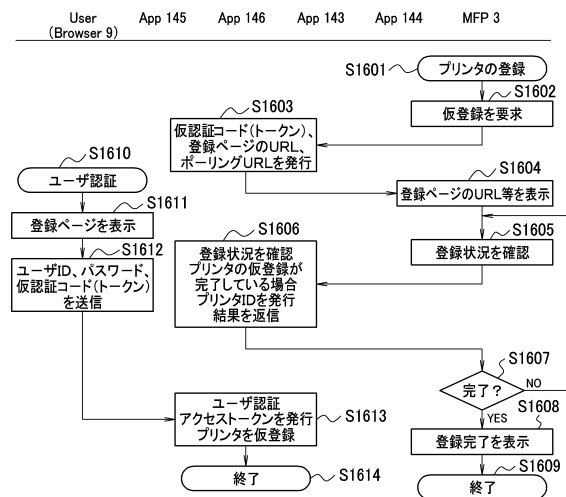 User
(Browser 9)
App 145
App 146
App 143
App 144
MFP 3
S1601
プリンタの登録
S1602
仮登録を要求
S1603
仮認証コード(トークン)、
登録ページのURL、
ポーリングURLを発行
S1604
登録ページのURL等を表示
S1610
ユーザ認証
S1611
登録ページを表示
S1612
ユーザID、パスワード、
仮認証コード(トークン)
を送信
S1605
登録状況を確認
S1606
登録状況を確認
プリンタの仮登録が
完了している場合
プリンタIDを発行
結果を返信
S1607
完了?
NO
YES
S1608
登録完了を表示
S1609
終了
ユーザ認証
アクセストークンを発行
プリンタを仮登録
S1613
終了
S1614